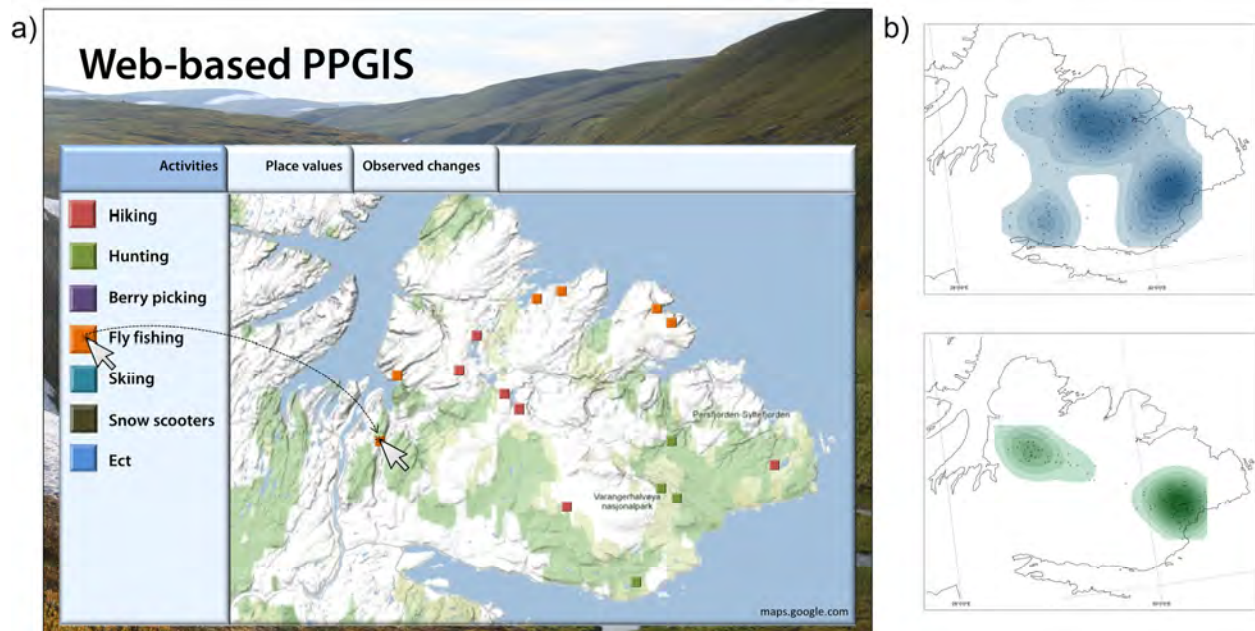 a)
Web-based PPGIS
Activities
Place values
Observed changes
Hiking
Hunting
Berry picking
Fly fishing
Skiing
Snow scooters
Ect
Persfjorden-Syltefjorden
Varangerhalvøya
nasjonalpark
maps.google.com
b)